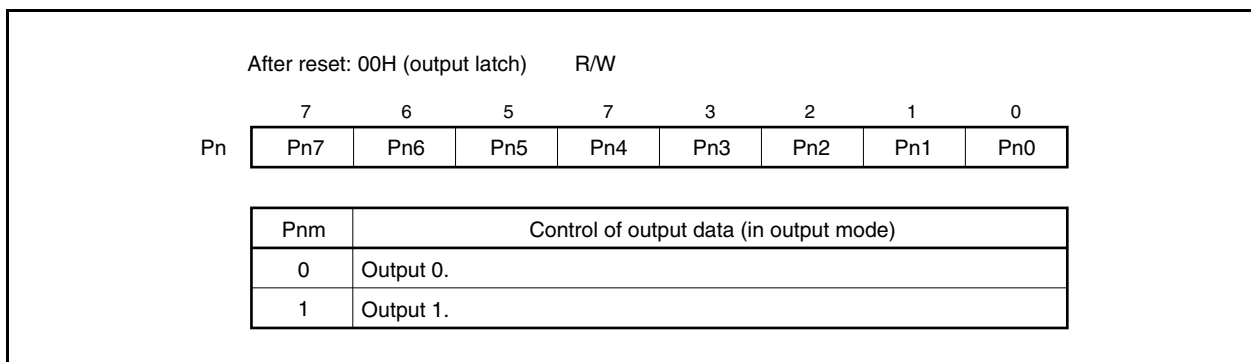 After reset: 00H (output latch) R/W
7 6 5 7 3 2 1 0
Pn Pn7 Pn6 Pn5 Pn4 Pn3 Pn2 Pn1 Pn0
Pnm Control of output data (in output mode)
0 Output 0.
1 Output 1.